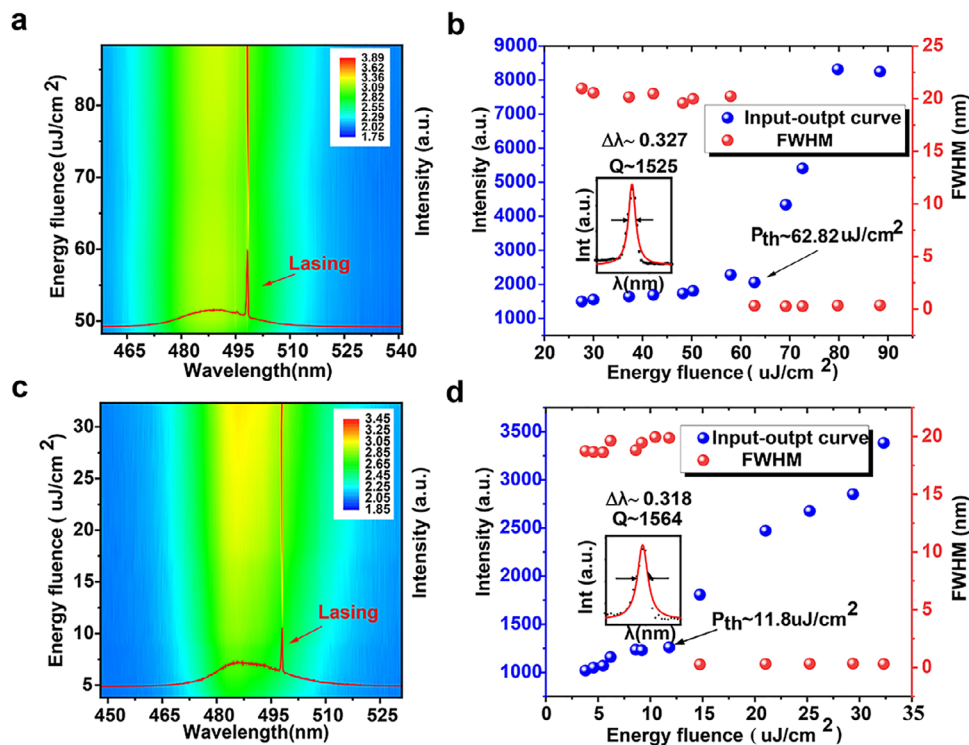 a
Energy fluence (uJ/cm 2)
80
70
60
50
465
480
495
510
525
540
Wavelength(nm)
Intensity (a.u.)
3.89
3.63
3.36
3.09
2.82
2.55
2.29
2.02
1.75
Lasing
b
Intensity (a.u.)
9000
8000
7000
6000
5000
4000
3000
2000
1000
20
30
40
50
60
70
80
90
Energy fluence ( uJ/cm 2)
FWHM (nm)
25
20
15
10
5
0
Input-outpt curve
FWHM
Δλ~ 0.327
Q~1525
Int (a.u.)
λ(nm)
Pth~62.82uJ/cm2
c
Energy fluence ( uJ/cm 2)
30
25
20
15
10
5
450
465
480
495
510
525
Wavelength(nm)
Intensity (a.u.)
3.45
3.25
3.05
2.85
2.65
2.45
2.25
2.05
1.85
Lasing
d
Intensity (a.u.)
3500
3000
2500
2000
1500
1000
0
5
10
15
20
25
30
35
Energy fluence ( uJ/cm 2)
FWHM (nm)
20
15
10
5
0
Input-outpt curve
FWHM
Δλ~ 0.318
Q~1564
Int (a.u.)
λ(nm)
Pth~11.8uJ/cm2